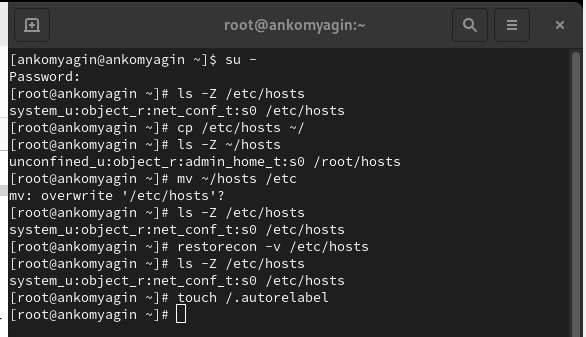 root@ankomyagin:~
[ankomyagin@ankomyagin ~]$ su -
Password:
[root@ankomyagin ~]# ls -Z /etc/hosts
system_u:object_r:net_conf_t:s0 /etc/hosts
[root@ankomyagin ~]# cp /etc/hosts ~/
[root@ankomyagin ~]# ls -Z ~/hosts
unconfined_u:object_r:admin_home_t:s0 /root/hosts
[root@ankomyagin ~]# mv ~/hosts /etc
mv: overwrite '/etc/hosts'?
[root@ankomyagin ~]# ls -Z /etc/hosts
system_u:object_r:net_conf_t:s0 /etc/hosts
[root@ankomyagin ~]# restorecon -v /etc/hosts
[root@ankomyagin ~]# ls -Z /etc/hosts
system_u:object_r:net_conf_t:s0 /etc/hosts
[root@ankomyagin ~]# touch /.autorelabel
[root@ankomyagin ~]#